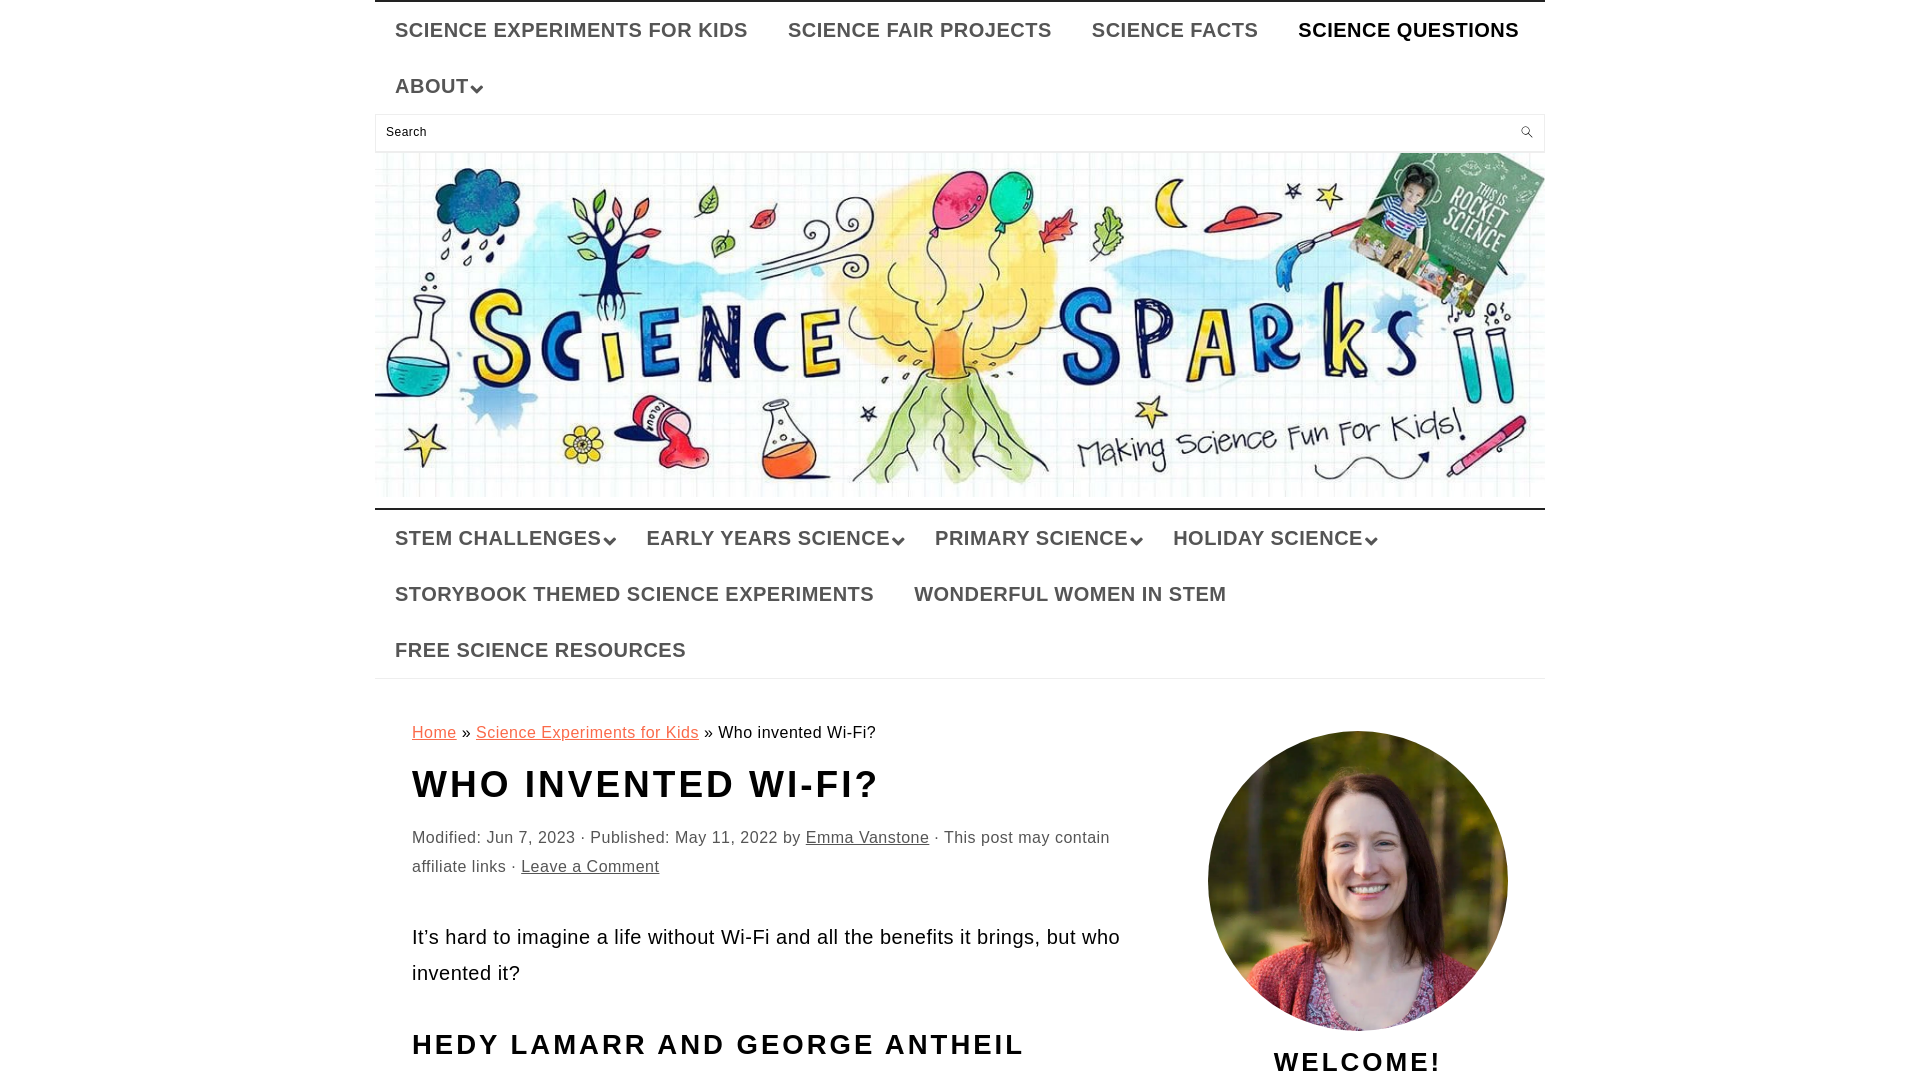 SCIENCE EXPERIMENTS FOR KIDS SCIENCE FAIR PROJECTS SCIENCE FACTS SCIENCE QUESTIONS
ABOUT
Search
THIS IS
ROCKET
SCIENCE
SCIENCE SPARKS
COLOUR
Making Science Fun For Kids!
STEM CHALLENGES EARLY YEARS SCIENCE PRIMARY SCIENCE HOLIDAY SCIENCE
STORYBOOK THEMED SCIENCE EXPERIMENTS WONDERFUL WOMEN IN STEM
FREE SCIENCE RESOURCES
Home » Science Experiments for Kids » Who invented Wi-Fi?
WHO INVENTED WI-FI?
Modified: Jun 7, 2023 · Published: May 11, 2022 by Emma Vanstone · This post may contain
affiliate links · Leave a Comment
It’s hard to imagine a life without Wi-Fi and all the benefits it brings, but who
invented it?
HEDY LAMARR AND GEORGE ANTHEIL
WELCOME!